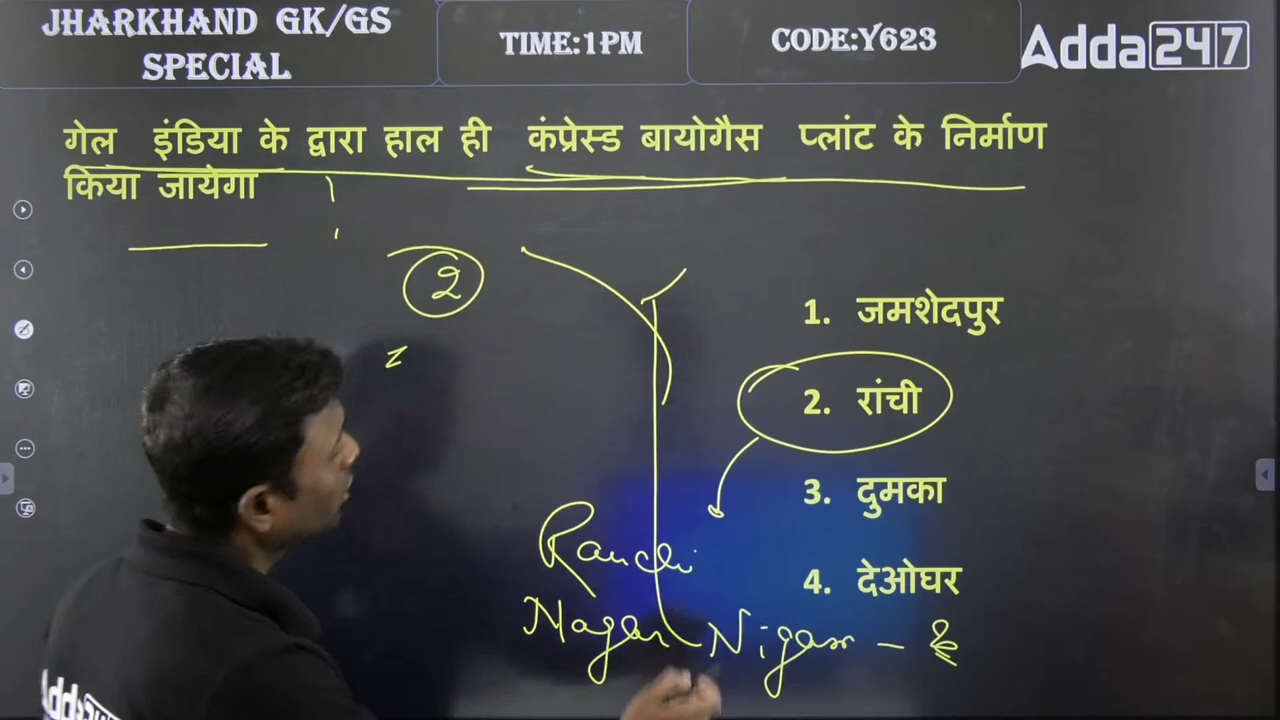 JHARKHAND GK/GS
SPECIAL
TIME:1PM
CODE:Y623
Adda247
गेल इंडिया के द्वारा हाल ही कंप्रेस्ड बायोगैस प्लांट के निर्माण
किया जायेगा
2
1. जमशेदपुर
2. रांची
3. दुमका
4. देओघर
Ranchi
Nagar Nigam -